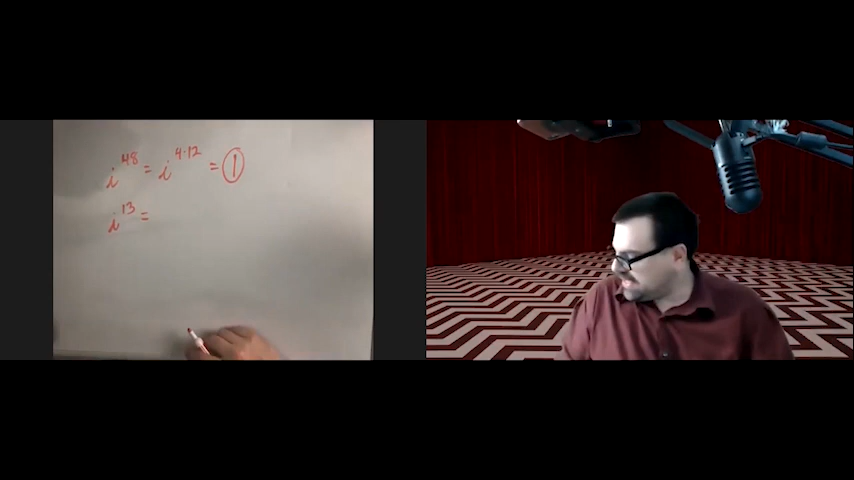 i^48 = i^4·12 = 1
i^13 =